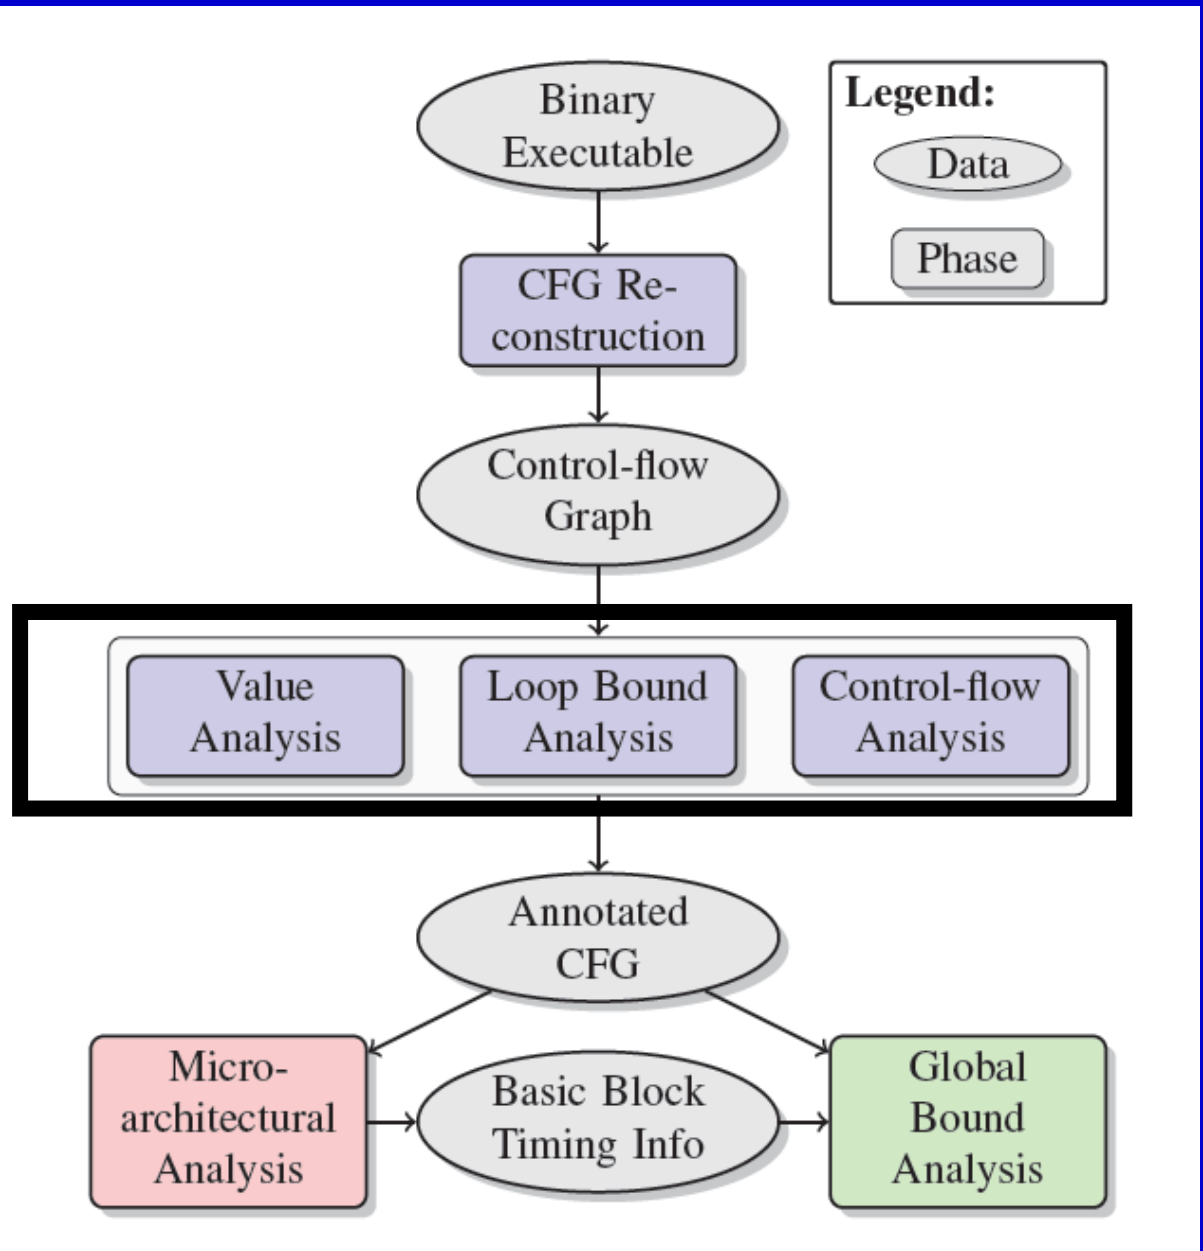 Binary
Executable
Legend:
Data
Phase
CFG Re-
construction
Control-flow
Graph
Value
Analysis
Loop Bound
Analysis
Control-flow
Analysis
Annotated
CFG
Micro-
architectural
Analysis
Basic Block
Timing Info
Global
Bound
Analysis